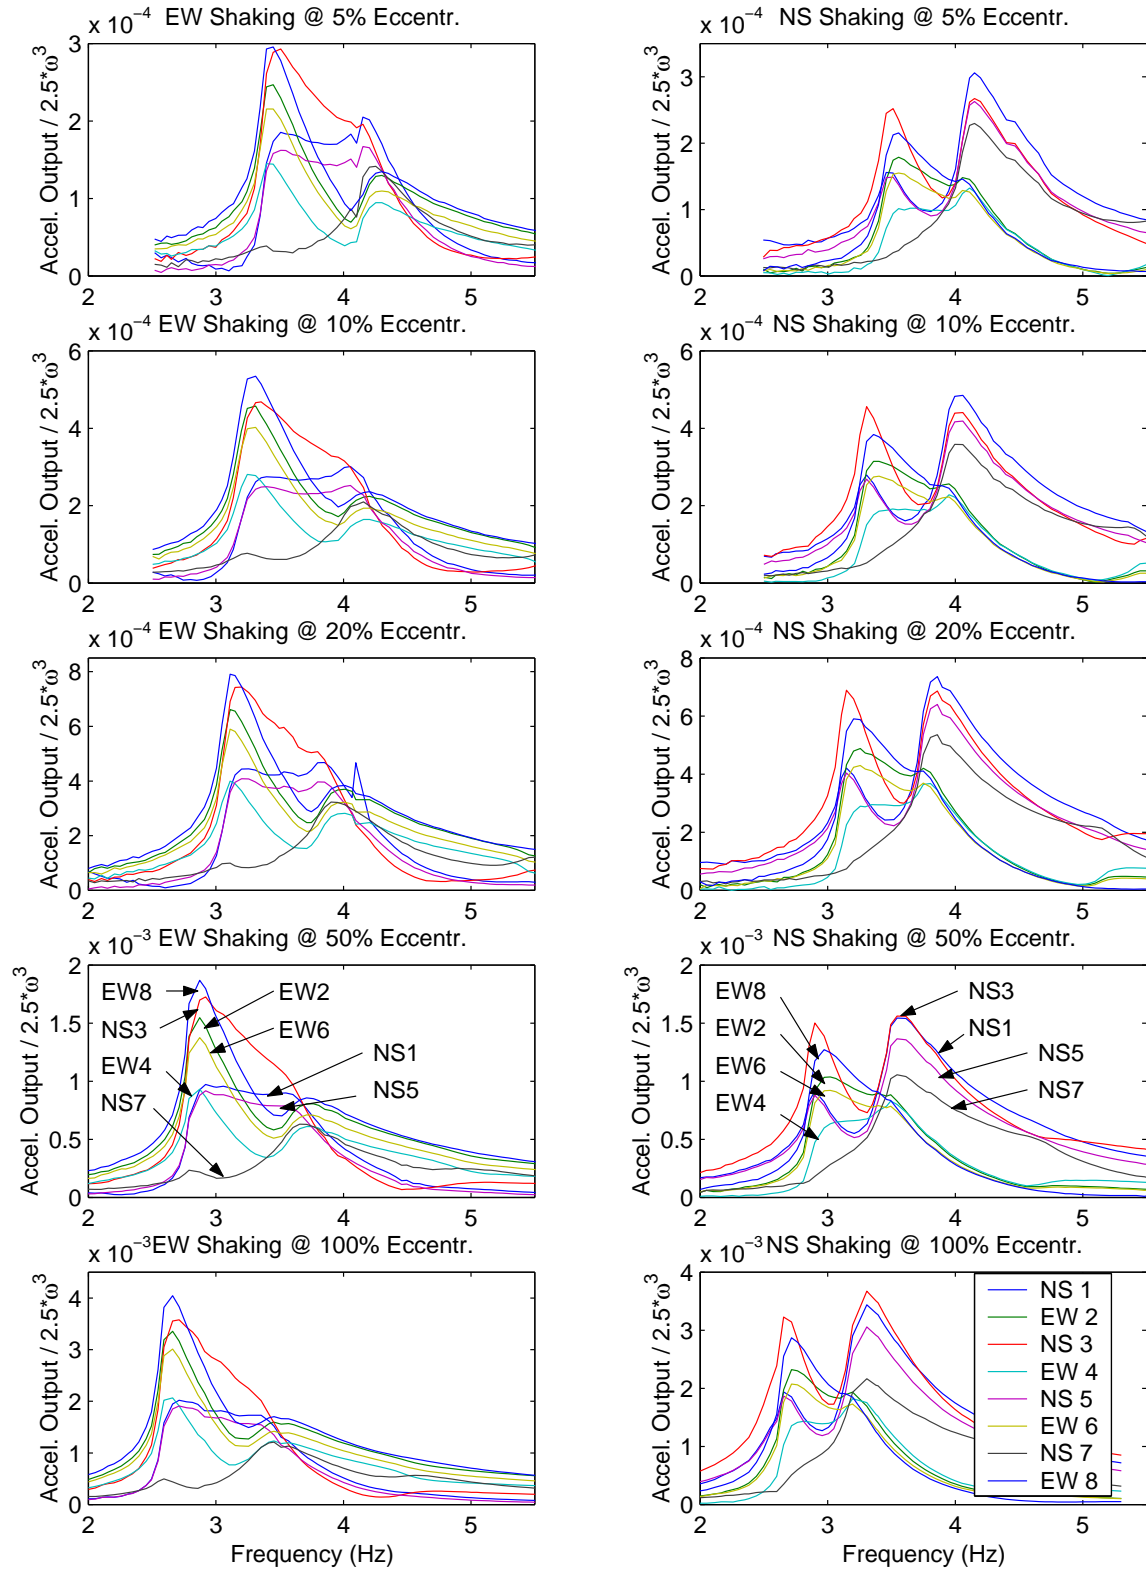 x 10−4 EW Shaking @ 5% Eccentr.
Accel. Output / 2.5*ω3
3
2
1
0
2 3 4 5
x 10−4 NS Shaking @ 5% Eccentr.
Accel. Output / 2.5*ω3
3
2
1
0
2 3 4 5
x 10−4 EW Shaking @ 10% Eccentr.
Accel. Output / 2.5*ω3
6
4
2
0
2 3 4 5
x 10−4 NS Shaking @ 10% Eccentr.
Accel. Output / 2.5*ω3
6
4
2
0
2 3 4 5
x 10−4 EW Shaking @ 20% Eccentr.
Accel. Output / 2.5*ω3
8
6
4
2
0
2 3 4 5
x 10−4 NS Shaking @ 20% Eccentr.
Accel. Output / 2.5*ω3
8
6
4
2
0
2 3 4 5
x 10−3 EW Shaking @ 50% Eccentr.
Accel. Output / 2.5*ω3
2
1.5
1
0.5
0
EW8
EW2
NS3
EW6
EW4
NS1
NS7
NS5
2 3 4 5
x 10−3 NS Shaking @ 50% Eccentr.
Accel. Output / 2.5*ω3
2
1.5
1
0.5
0
EW8
NS3
EW2
NS1
EW6
NS5
EW4
NS7
2 3 4 5
x 10−3 EW Shaking @ 100% Eccentr.
Accel. Output / 2.5*ω3
4
3
2
1
0
2 3 4 5
Frequency (Hz)
x 10−3 NS Shaking @ 100% Eccentr.
Accel. Output / 2.5*ω3
4
3
2
1
0
NS 1
EW 2
NS 3
EW 4
NS 5
EW 6
NS 7
EW 8
2 3 4 5
Frequency (Hz)